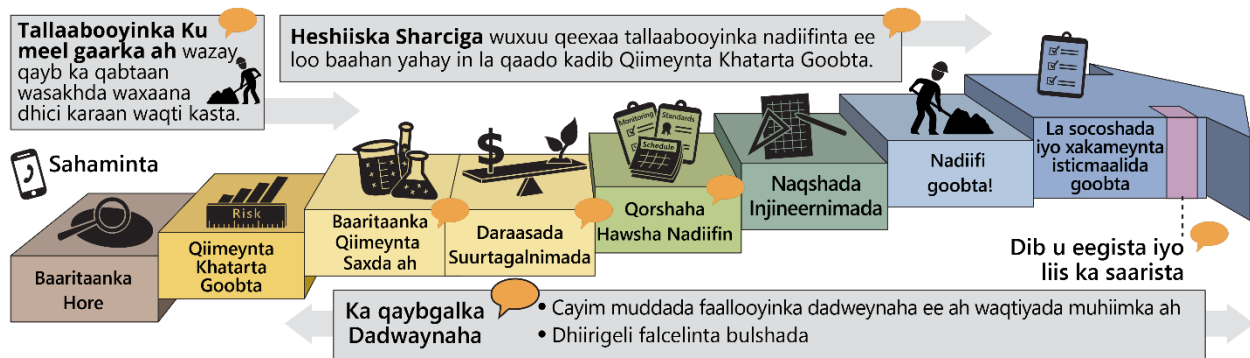 Tallaabooyinka Ku
meel gaarka ah wazay
qayb ka qabtaan
wasakhda waxaana
dhici karaan waqti kasta.
Heshiiska Sharciga wuxuu qeexaa tallaabooyinka nadiifinta ee
loo baahan yahay in la qaado kadib Qiimeynta Khatarta Goobta.
Sahaminta
Baaritaanka
Hore
Risk
Qiimeynta
Khatarta
Goobta
Baaritaanka
Qiimeynta
Saxda ah
$
Daraasada
Suurtagalnimada
Monitoring
Standards
Schedule
Qorshaha
Hawsha Nadiifin
Naqshada
Injineernimada
Nadiifi
goobta!
La socoshada
iyo xakameynta
isticmaalida
goobta
Dib u eegista iyo
liis ka saarista
Ka qaybgalka
Dadwaynaha
• Cayim muddada faallooyinka dadweynaha ee ah waqtiyada muhiimka ah
• Dhiirigeli falcelinta bulshada